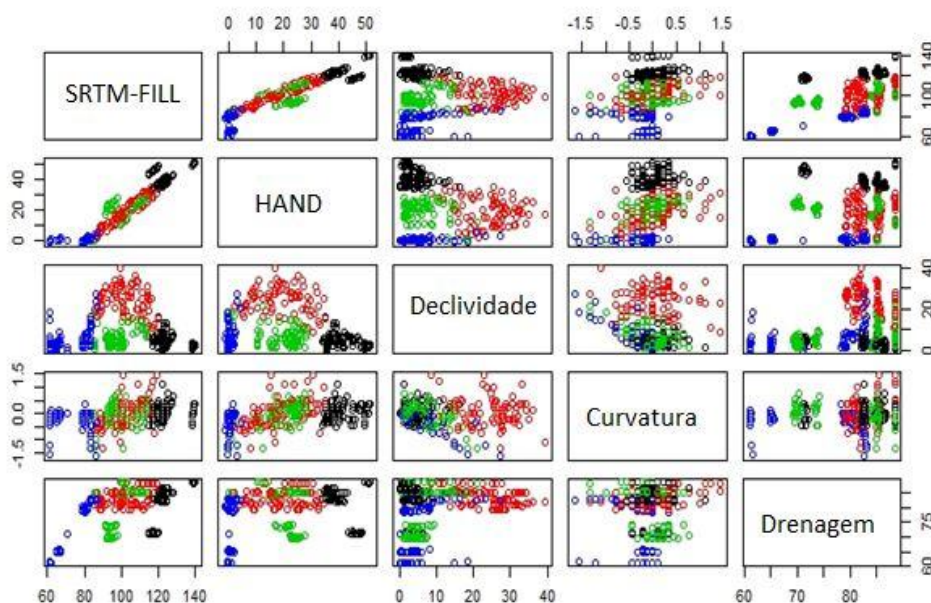 0 10 20 30 40 50
-1.5 -0.5 0.5 1.5
SRTM-FILL
60 100 140
0 20 40
HAND
Declividade
0 10 20 40
-1.5 0.0 1.5
Curvatura
Drenagem
60 75
60 80 100 120 140
0 10 20 30 40
60 70 80